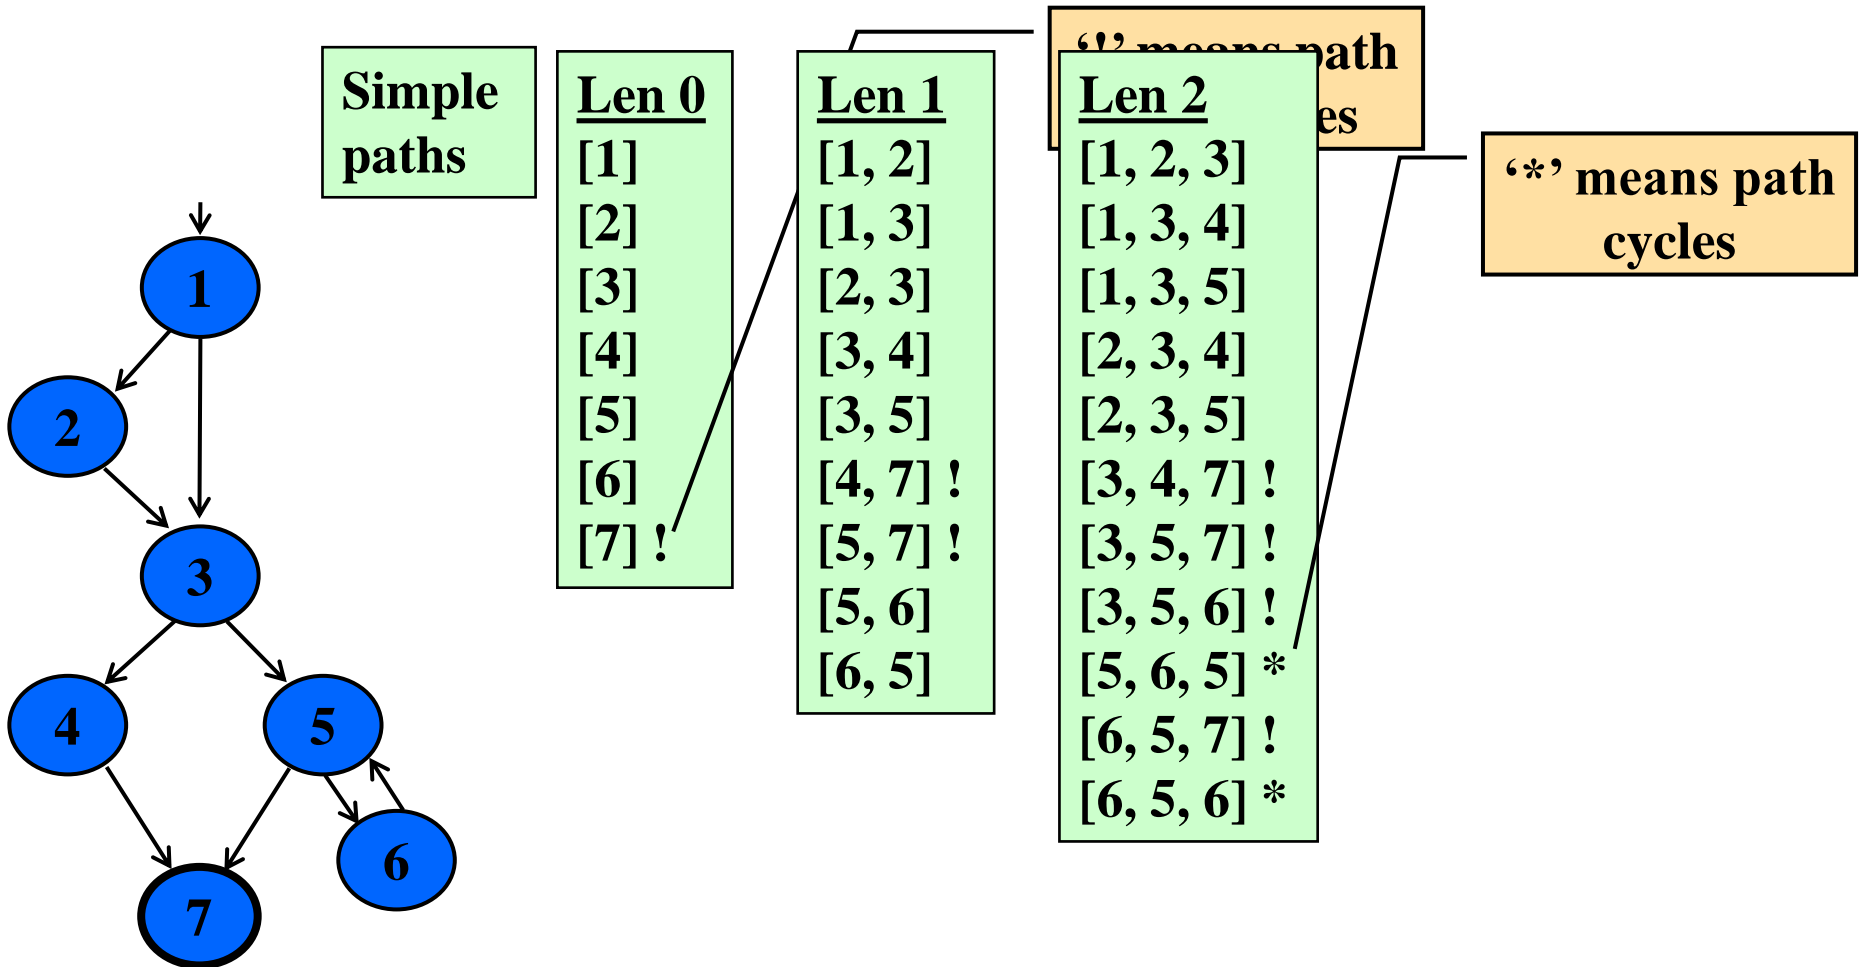 Simple
paths
Len 0
[1]
[2]
[3]
[4]
[5]
[6]
[7] !
Len 1
[1, 2]
[1, 3]
[2, 3]
[3, 4]
[3, 5]
[4, 7] !
[5, 7] !
[5, 6]
[6, 5]
‘!’ means path
es
Len 2
[1, 2, 3]
[1, 3, 4]
[1, 3, 5]
[2, 3, 4]
[2, 3, 5]
[3, 4, 7] !
[3, 5, 7] !
[3, 5, 6] !
[5, 6, 5] *
[6, 5, 7] !
[6, 5, 6] *
‘*’ means path
cycles
1
2
3
4
5
6
7